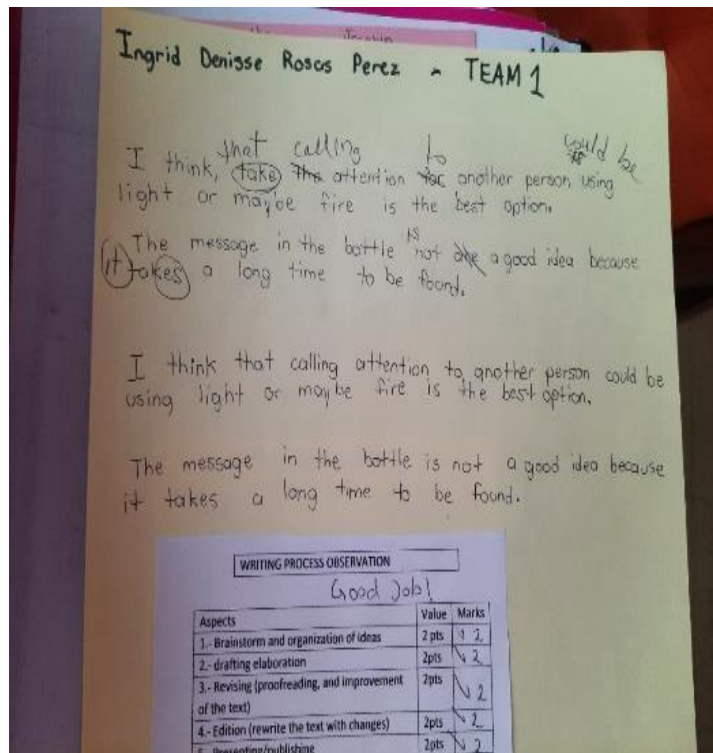 Ingrid Denisse Rosas Perez - TEAM 1
that calling to could be
I think, take the attention for another person using
light or maybe fire is the best option.
is
The message in the bottle not one a good idea because
it takes a long time to be found.
I think that calling attention to another person could be
using light or maybe fire is the best option.
The message in the bottle is not a good idea because
it takes a long time to be found.
WRITING PROCESS OBSERVATION
Good Job!
Aspects Value Marks
1.- Brainstorm and organization of ideas 2 pts 2
2.- drafting elaboration 2pts 2
3.- Revising (proofreading, and improvement 2pts 2
of the text)
4.- Edition (rewrite the text with changes) 2pts 2
5.- Presenting/publishing 2pts 2